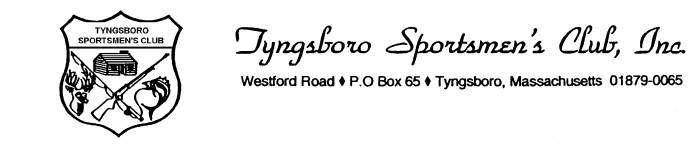 TYNGSBORO
SPORTSMEN'S CLUB
Tyngsboro Sportsmen's Club, Inc.
Westford Road ♦ P.O Box 65 ♦ Tyngsboro, Massachusetts 01879-0065